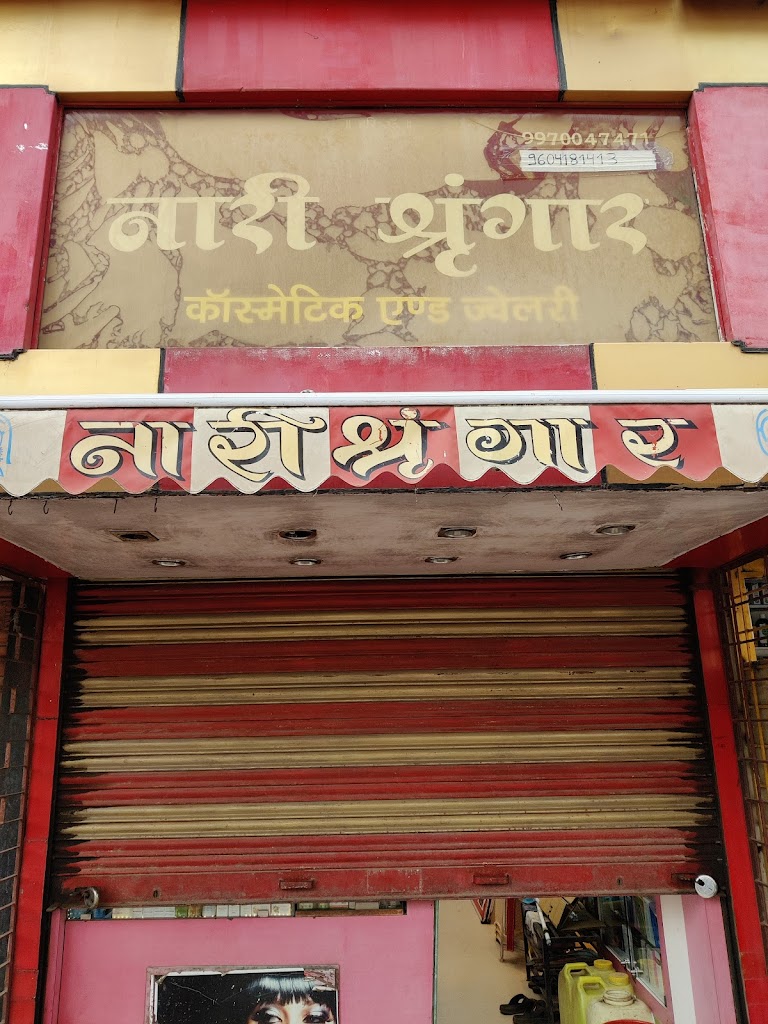 9970047471
9604181413
नारी श्रृंगार
कॉस्मेटिक एण्ड ज्वेलरी
नारी श्रृंगार